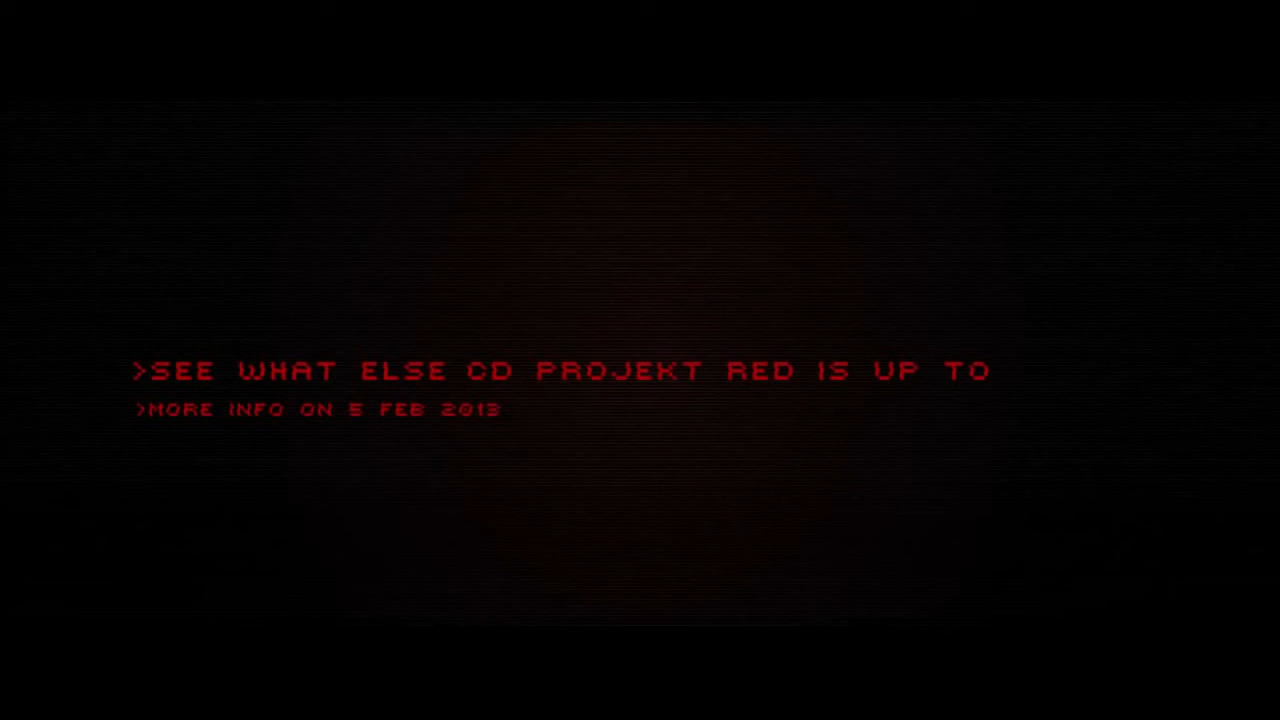 >SEE WHAT ELSE CD PROJEKT RED IS UP TO
>MORE INFO ON 5 FEB 2013